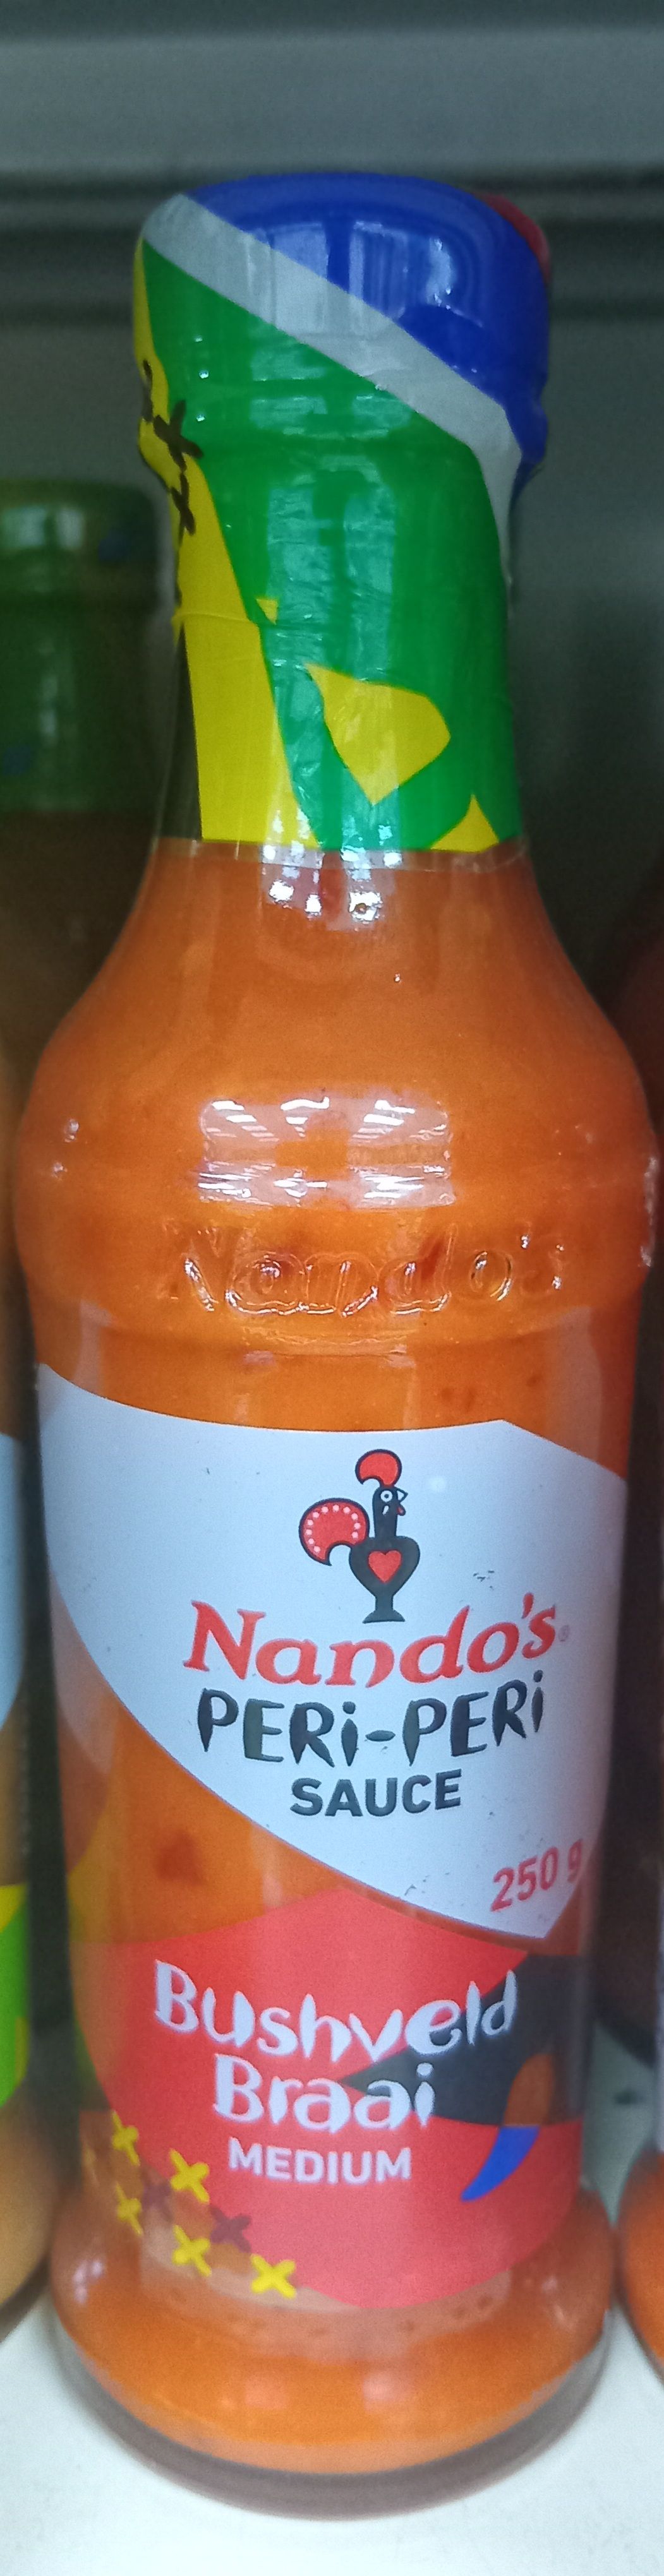 Nando's
Nando's®
PERi-PERi
SAUCE
250 g
Bushveld
Braai
MEDIUM